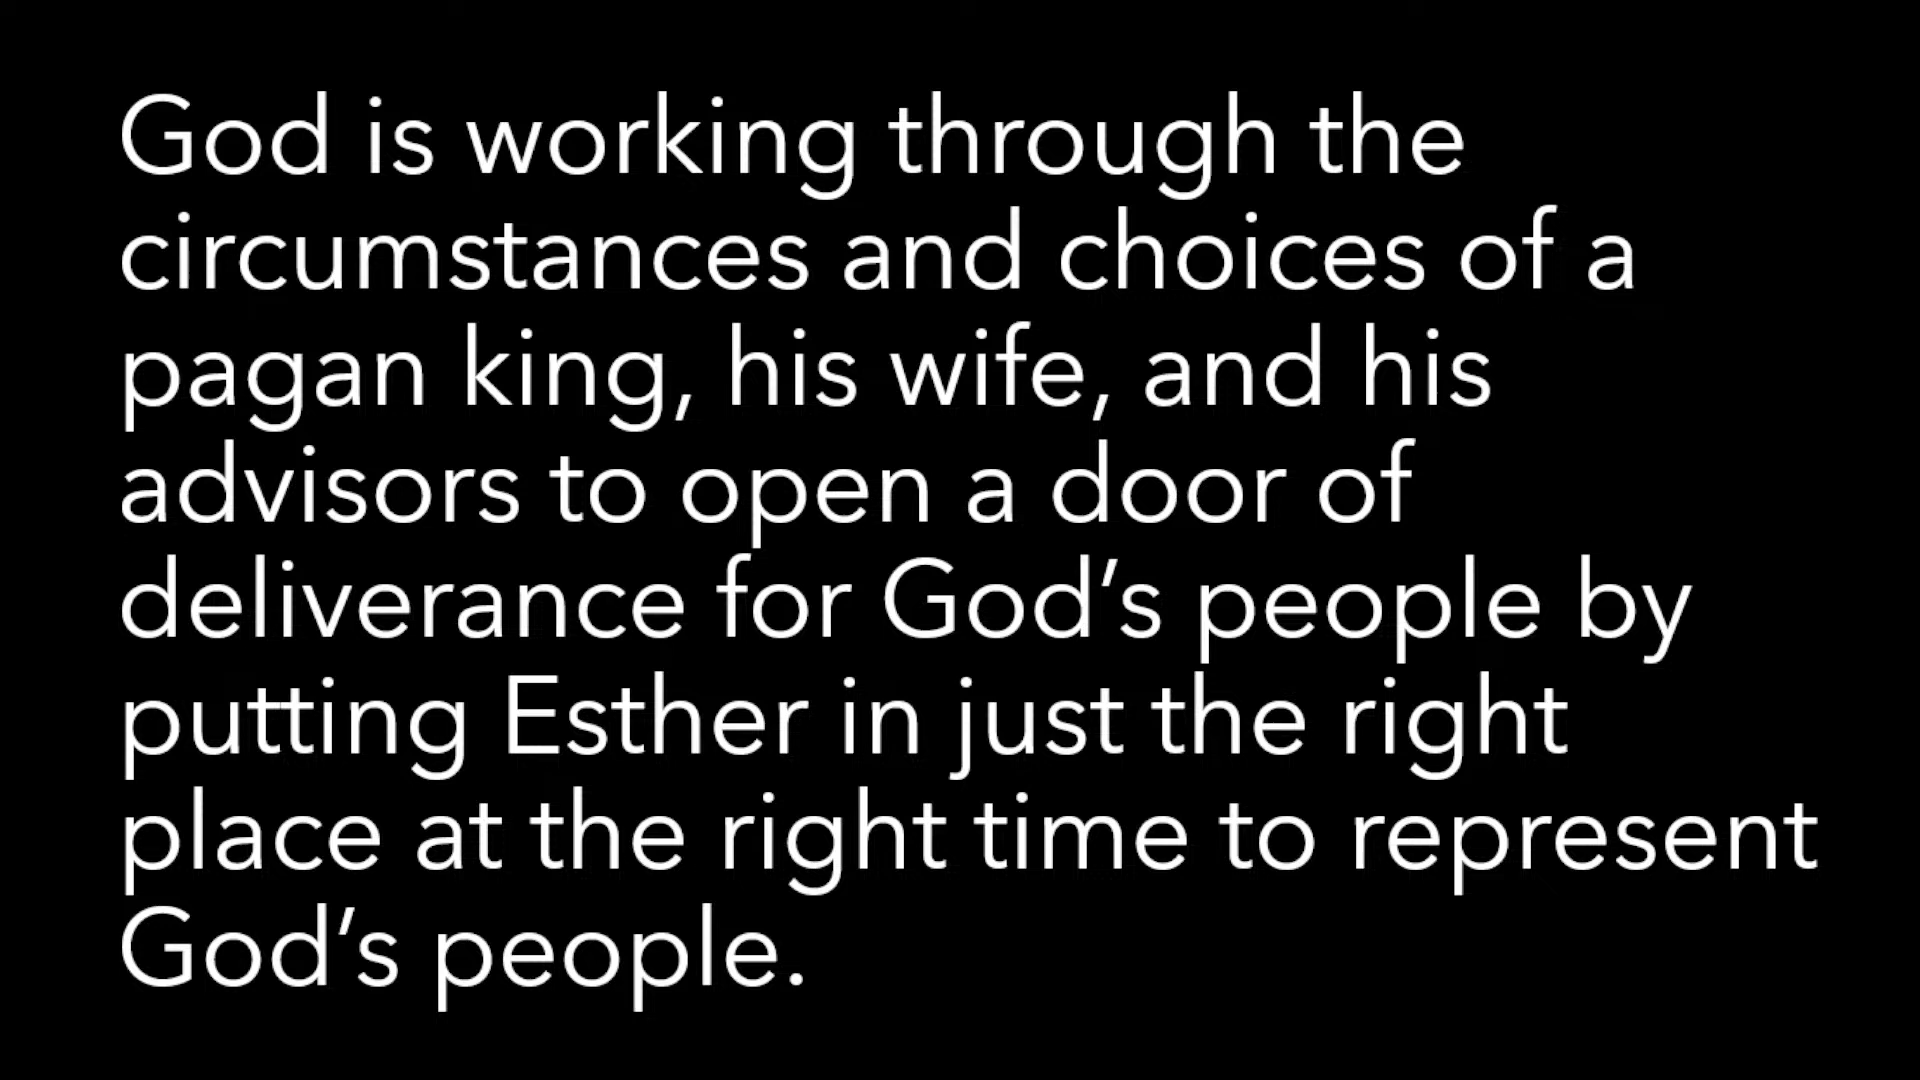 God is working through the
circumstances and choices of a
pagan king, his wife, and his
advisors to open a door of
deliverance for God’s people by
putting Esther in just the right
place at the right time to represent
God’s people.